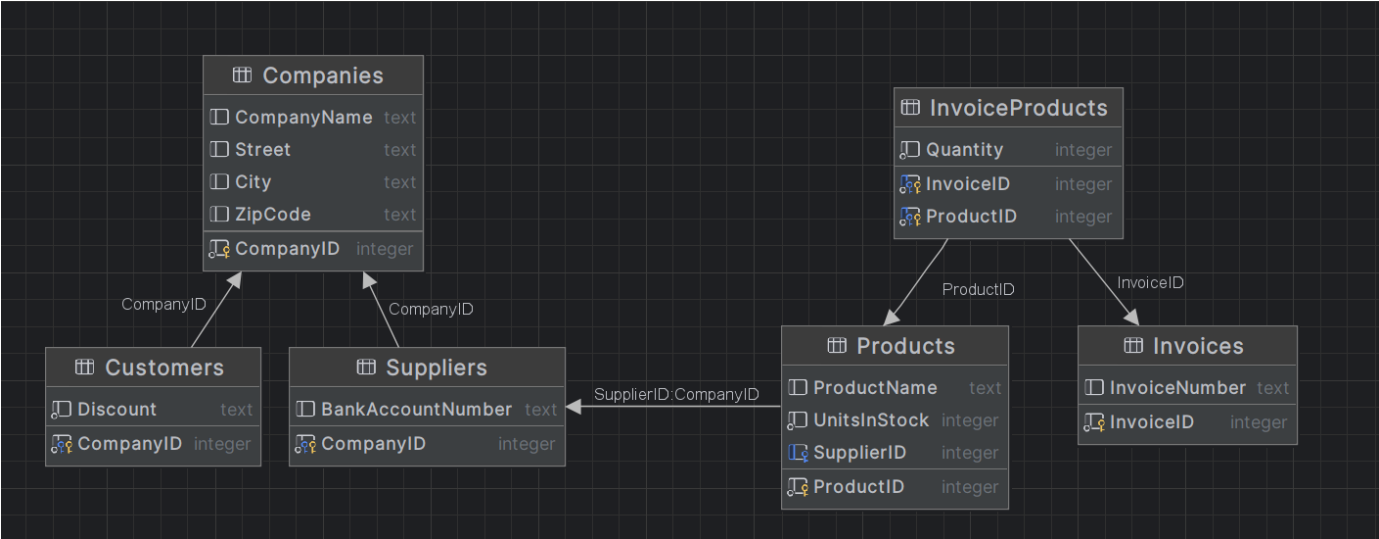 Companies
CompanyName text
Street text
City text
ZipCode text
CompanyID integer
InvoiceProducts
Quantity integer
InvoiceID integer
ProductID integer
CompanyID
CompanyID
ProductID
InvoiceID
Customers
Discount text
CompanyID integer
Suppliers
BankAccountNumber text
CompanyID integer
SupplierID:CompanyID
Products
ProductName text
UnitsInStock integer
SupplierID integer
ProductID integer
Invoices
InvoiceNumber text
InvoiceID integer